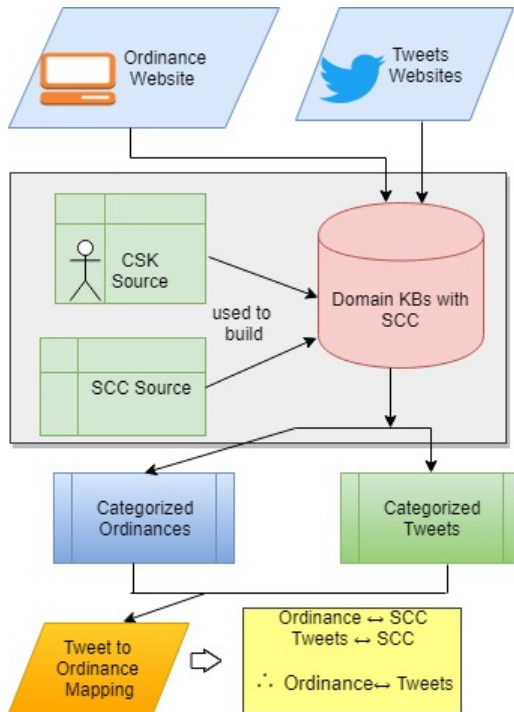 Ordinance
Website
Tweets
Websites
CSK
Source
used to
build
Domain KBs with
SCC
SCC Source
Categorized
Ordinances
Categorized
Tweets
Tweet to
Ordinance
Mapping
Ordinance ↔ SCC
Tweets ↔ SCC
∴ Ordinance↔ Tweets